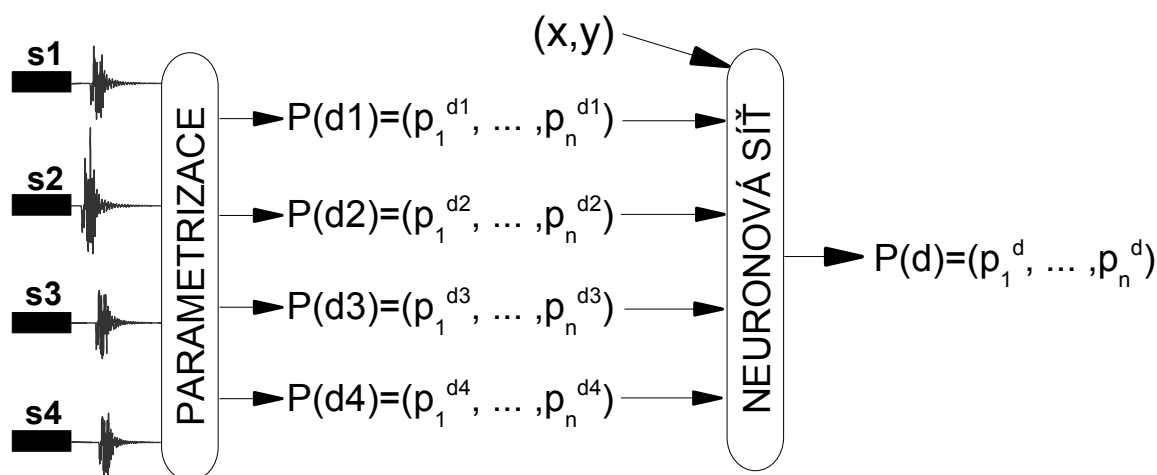 s1
s2
s3
s4
PARAMETRIZACE
P(d1)=(p₁ᵈ¹, ... ,pₙᵈ¹)
P(d2)=(p₁ᵈ², ... ,pₙᵈ²)
P(d3)=(p₁ᵈ³, ... ,pₙᵈ³)
P(d4)=(p₁ᵈ⁴, ... ,pₙᵈ⁴)
(x,y)
NEURONOVÁ SÍŤ
P(d)=(p₁ᵈ, ... ,pₙᵈ)